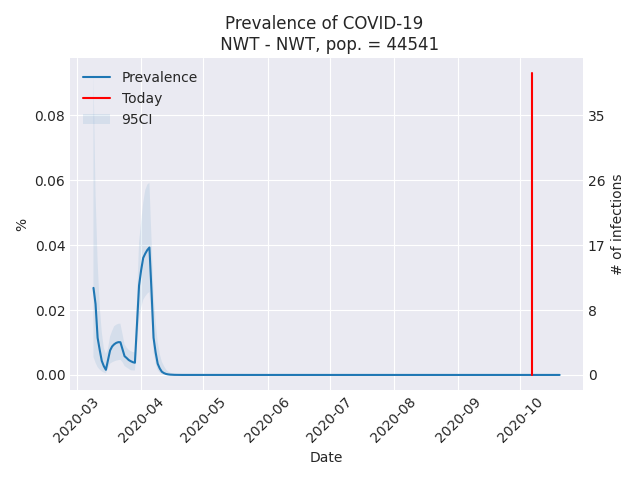 Prevalence of COVID-19
NWT - NWT, pop. = 44541
Prevalence
Today
95CI
0.08
0.06
0.04
0.02
0.00
%
35
26
17
8
0
# of infections
2020-03
2020-04
2020-05
2020-06
2020-07
2020-08
2020-09
2020-10
Date